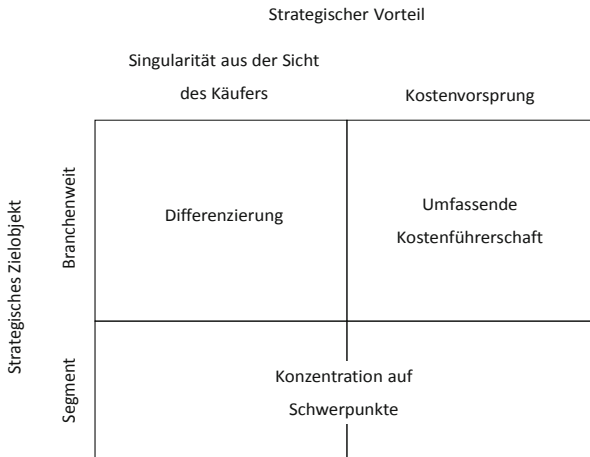 Strategischer Vorteil
Singularität aus der Sicht
des Käufers
Kostenvorsprung
Strategisches Zielobjekt
Branchenweit
Differenzierung
Umfassende
Kostenführerschaft
Segment
Konzentration auf
Schwerpunkte